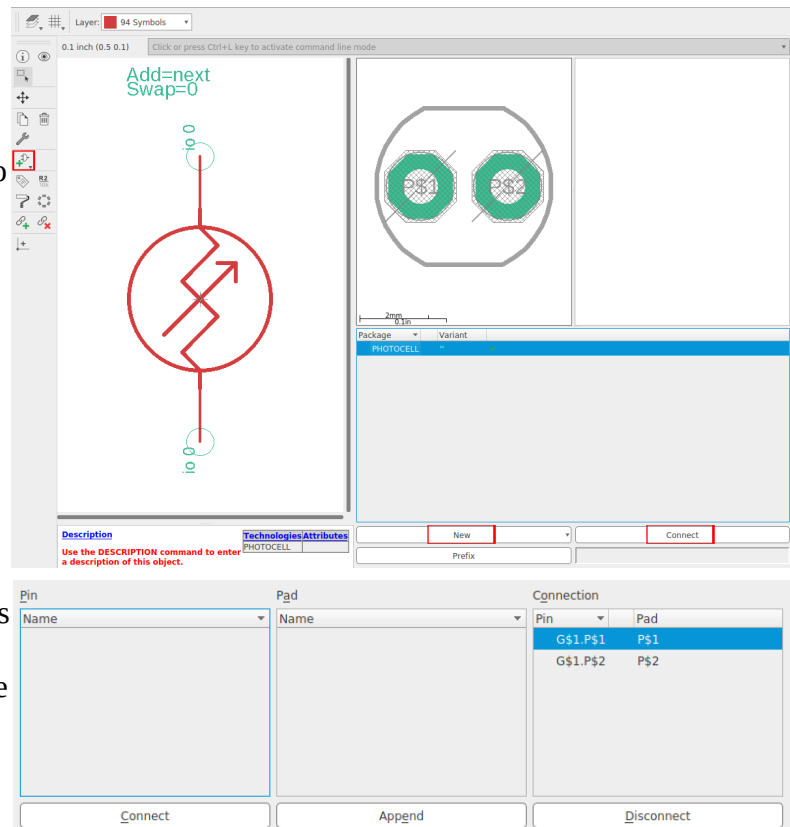 Layer: 94 Symbols
0.1 inch (0.5 0.1) Click or press Ctrl+L key to activate command line mode
Add=next
Swap=0
io 0
P$1 P$2
io 0
2mm
0.1in
Package Variant
PHOTOCELL ''
Description
Technologies Attributes
PHOTOCELL
Use the DESCRIPTION command to enter
a description of this object.
New Connect
Prefix
Pin Pad Connection
Name Name Pin Pad
G$1.P$1 P$1
G$1.P$2 P$2
Connect Append Disconnect